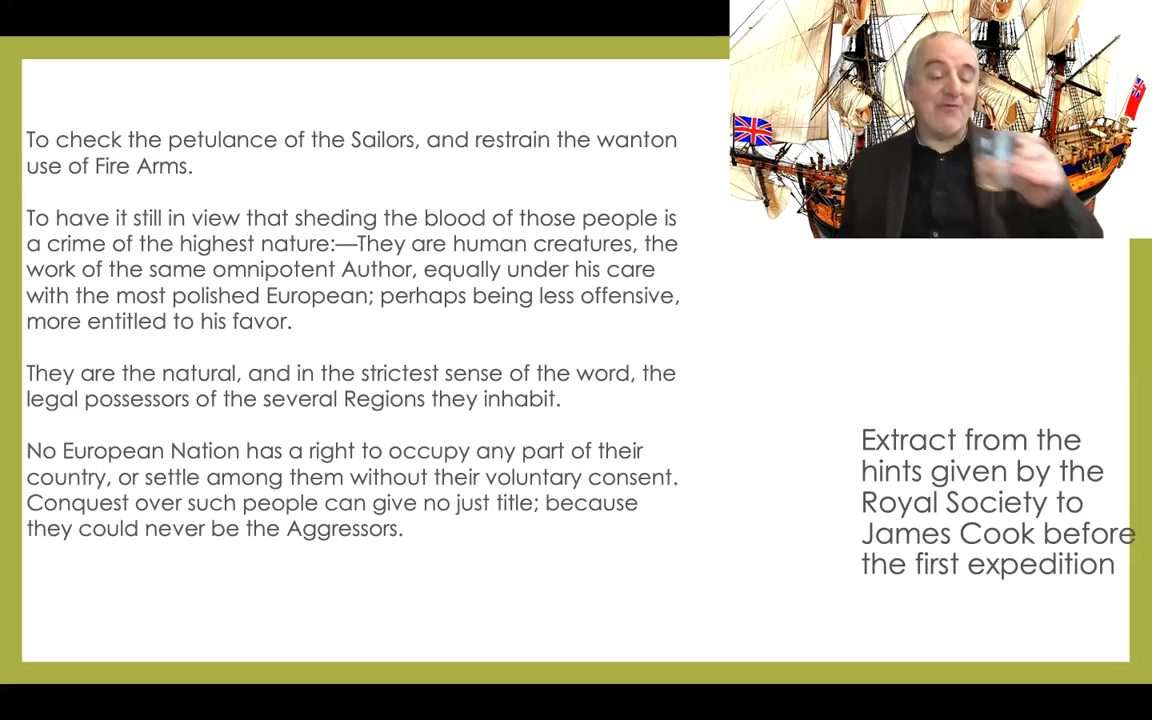 To check the petulance of the Sailors, and restrain the wanton
use of Fire Arms.
To have it still in view that sheding the blood of those people is
a crime of the highest nature:—They are human creatures, the
work of the same omnipotent Author, equally under his care
with the most polished European; perhaps being less offensive,
more entitled to his favor.
They are the natural, and in the strictest sense of the word, the
legal possessors of the several Regions they inhabit.
No European Nation has a right to occupy any part of their
country, or settle among them without their voluntary consent.
Conquest over such people can give no just title; because
they could never be the Aggressors.
Extract from the
hints given by the
Royal Society to
James Cook before
the first expedition